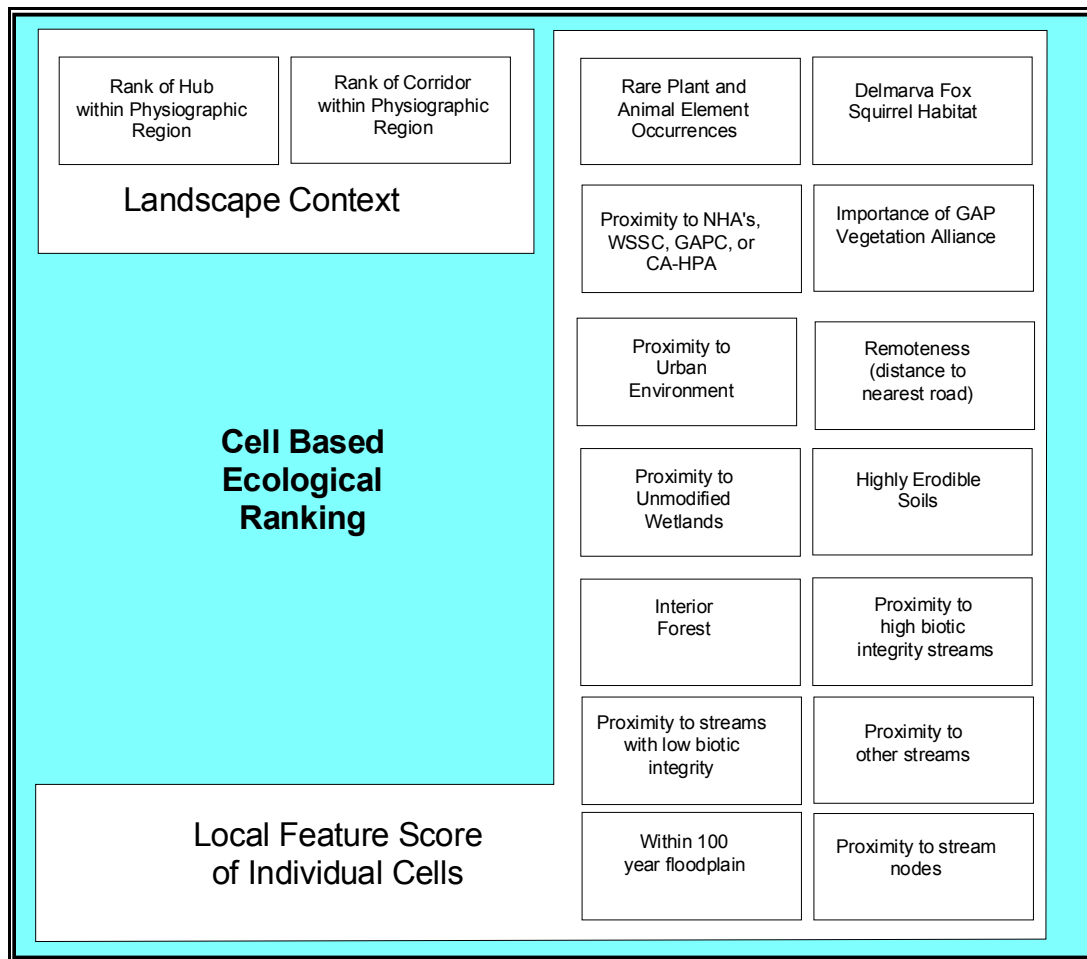 Rank of Hub
within Physiographic
Region
Rank of Corridor
within Physiographic
Region
Landscape Context
Cell Based
Ecological
Ranking
Local Feature Score
of Individual Cells
Rare Plant and
Animal Element
Occurrences
Delmarva Fox
Squirrel Habitat
Proximity to NHA's,
WSSC, GAPC, or
CA-HPA
Importance of GAP
Vegetation Alliance
Proximity to
Urban
Environment
Remoteness
(distance to
nearest road)
Proximity to
Unmodified
Wetlands
Highly Erodible
Soils
Interior
Forest
Proximity to
high biotic
integrity streams
Proximity to streams
with low biotic
integrity
Proximity to
other streams
Within 100
year floodplain
Proximity to stream
nodes